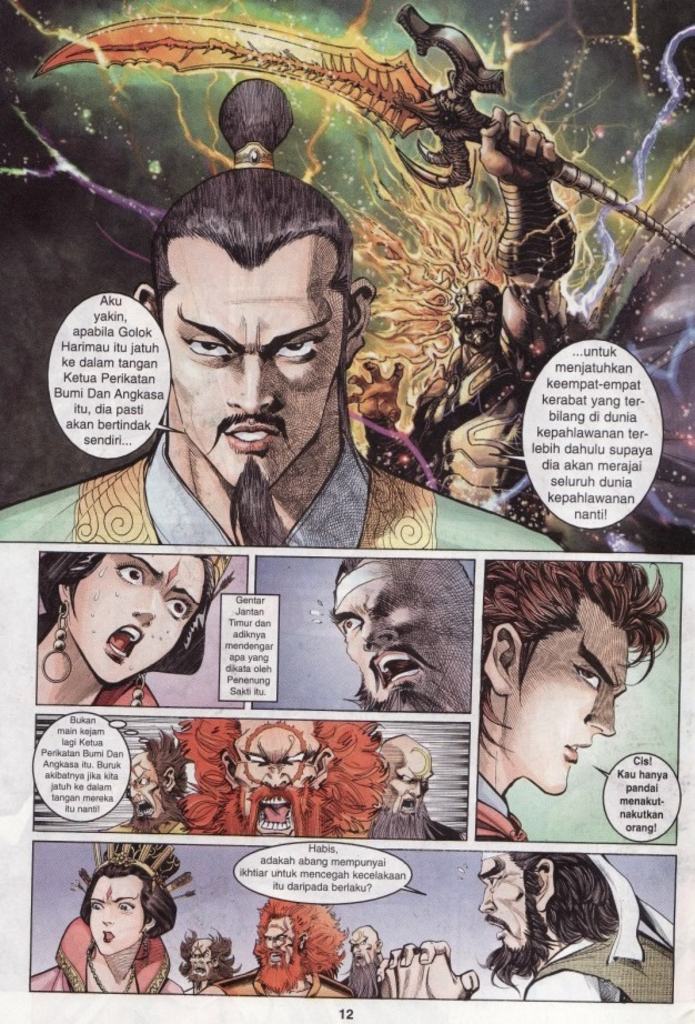 Aku
yakin,
apabila Golok
Harimau itu jatuh
ke dalam tangan
Ketua Perikatan
Bumi Dan Angkasa
itu, dia pasti
akan bertindak
sendiri...
...untuk
menjatuhkan
keempat-empat
kerabat yang ter-
bilang di dunia
kepahlawanan ter-
lebih dahulu supaya
dia akan merajai
seluruh dunia
kepahlawanan
nanti!
Gentar
Jantan
Timur dan
adiknya
mendengar
apa yang
dikata oleh
Penenung
Sakti itu.
Cis!
Kau hanya
pandai
menakut-
nakutkan
orang!
Bukan
main kejam
lagi Ketua
Perikatan Bumi Dan
Angkasa itu. Buruk
akibatnya jika kita
jatuh ke dalam
tangan mereka
itu nanti!
Habis,
adakah abang mempunyai
ikhtiar untuk mencegah kecelakaan
itu daripada berlaku?
12